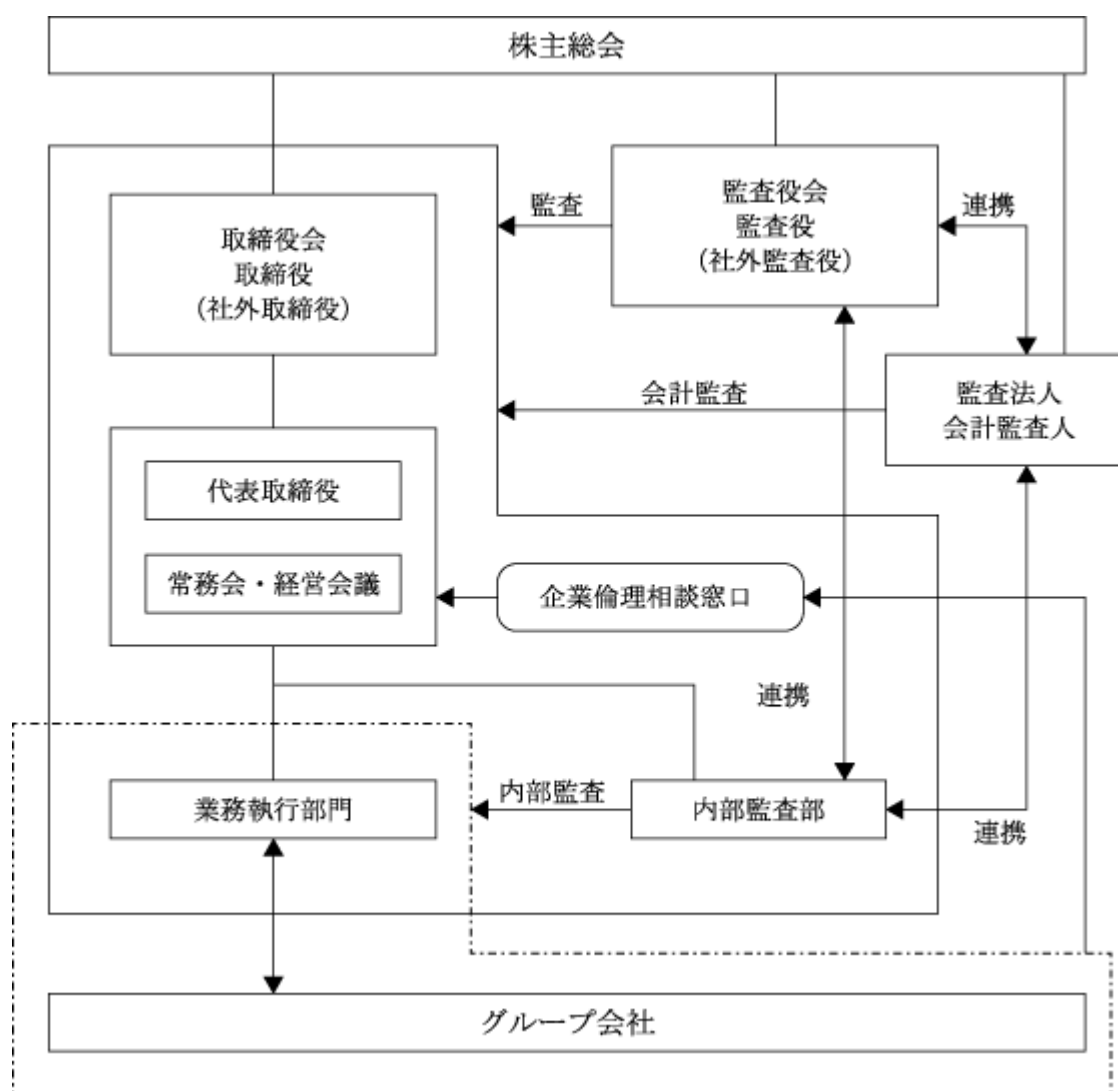 株主総会
取締役会
取締役
(社外取締役)
監査
監査役会
監査役
(社外監査役)
連携
会計監査
監査法人
会計監査人
代表取締役
常務会・経営会議
企業倫理相談窓口
連携
業務執行部門
内部監査
内部監査部
連携
グループ会社